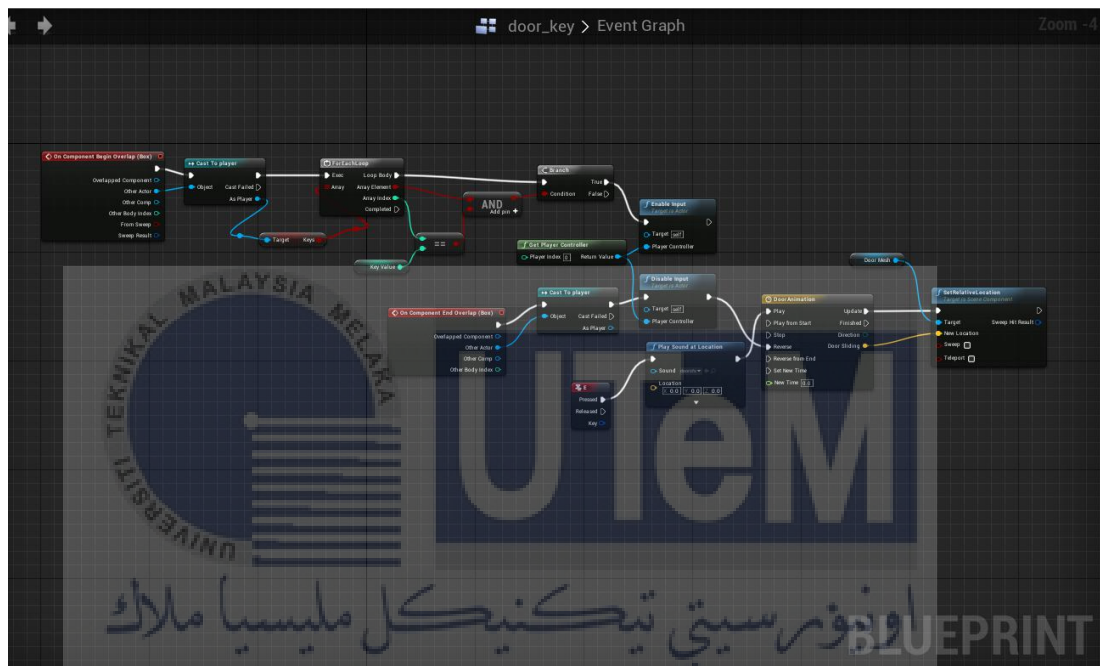 door_key > Event Graph
Zoom -4
On Component Begin Overlap (Box)
Overlapped Component
Other Actor
Other Comp
Other Body Index
From Sweep
Sweep Result
Cast To player
Object
Cast Failed
As Player
Target Keys
ForEachLoop
Exec Loop Body
Array Array Element
Array Index
Completed
==
Key Value
AND
Add pin +
Branch
True
Condition False
Enable Input
Target is Actor
Target self
Player Controller
Get Player Controller
Player Index 0 Return Value
On Component End Overlap (Box)
Overlapped Component
Other Actor
Other Comp
Other Body Index
Cast To player
Object Cast Failed
As Player
Disable Input
Target is Actor
Target self
Player Controller
E
Pressed
Released
Key
Play Sound at Location
Sound
Location
X 0.0 Y 0.0 Z 0.0
DoorAnimation
Play Update
Play from Start Finished
Stop Direction
Reverse Door Sliding
Reverse from End
Set New Time
New Time 0.0
Door Mesh
SetRelativeLocation
Target is Scene Component
Target Sweep Hit Result
New Location
Sweep
Teleport
UNIVERSITI TEKNIKAL MALAYSIA MELAKA
UTeM
اونيۏرسيتي تيكنيكل مليسيا ملاك
BLUEPRINT